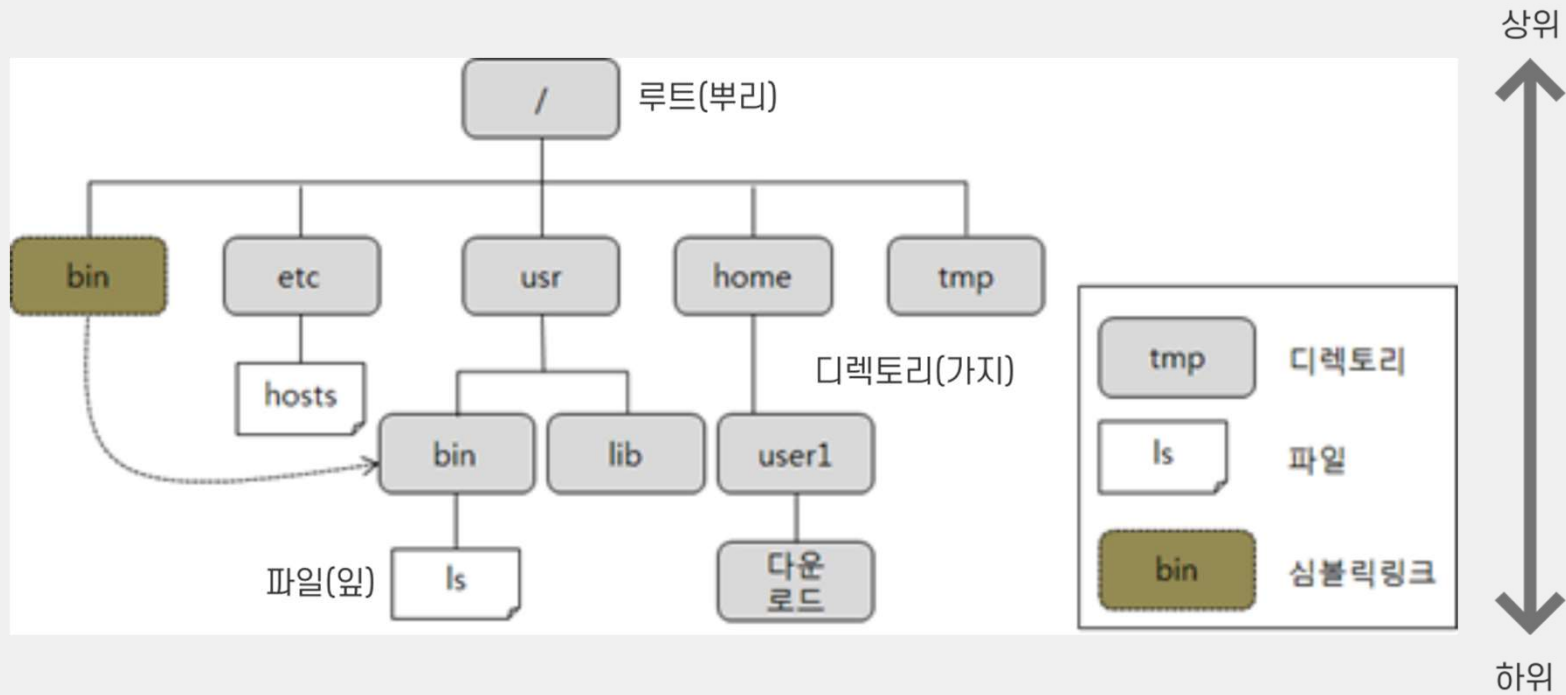 상위
/
루트(뿌리)
bin
etc
usr
home
tmp
디렉토리(가지)
hosts
bin
lib
user1
파일(잎)
ls
다운
로드
tmp
디렉토리
ls
파일
bin
심볼릭링크
하위